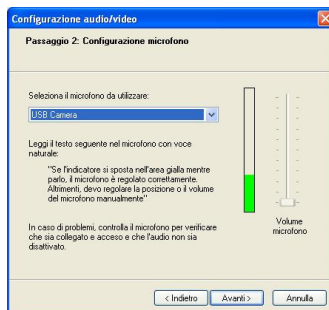 Configurazione audio/video
Passaggio 2: Configurazione microfono
Seleziona il microfono da utilizzare:
USB Camera
Leggi il testo seguente nel microfono con voce
naturale:
"Se l'indicatore si sposta nell'area gialla mentre
parlo, il microfono è regolato correttamente.
Altrimenti, devo regolare la posizione o il volume
del microfono manualmente"
In caso di problemi, controlla il microfono per verificare
che sia collegato e acceso e che l'audio non sia
disattivato.
Volume
microfono
< Indietro
Avanti >
Annulla